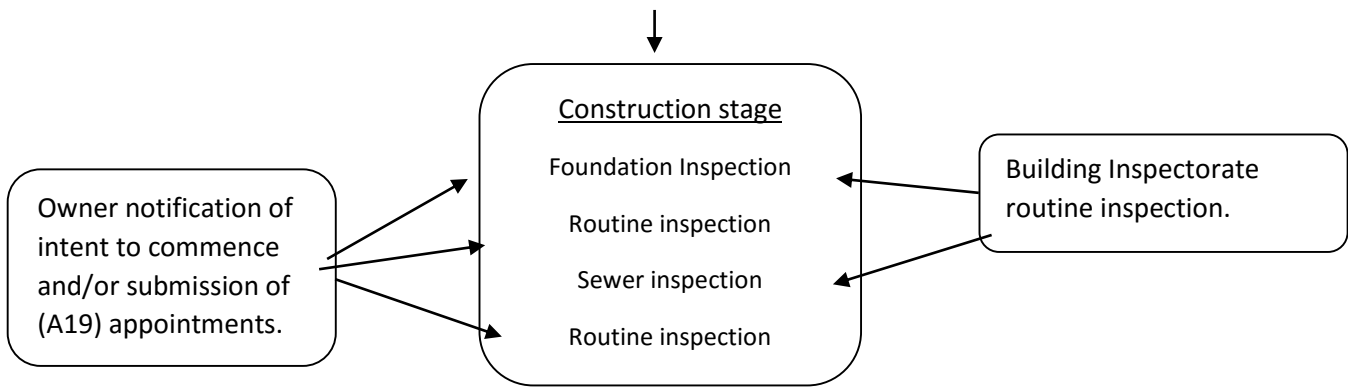 Construction stage
Foundation Inspection
Routine inspection
Sewer inspection
Routine inspection
Owner notification of
intent to commence
and/or submission of
(A19) appointments.
Building Inspectorate
routine inspection.